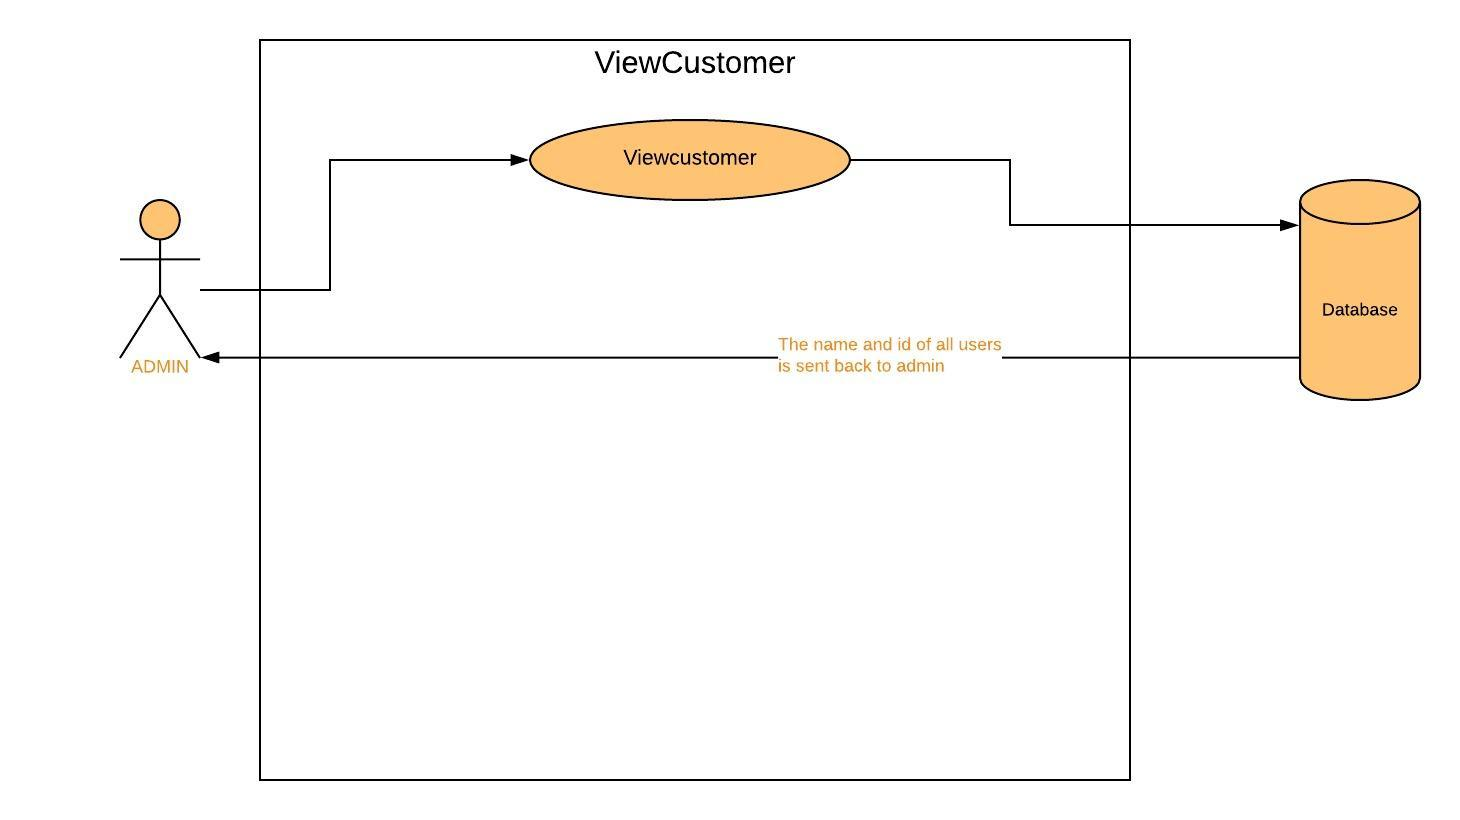 ViewCustomer
Viewcustomer
Database
The name and id of all users
is sent back to admin
ADMIN